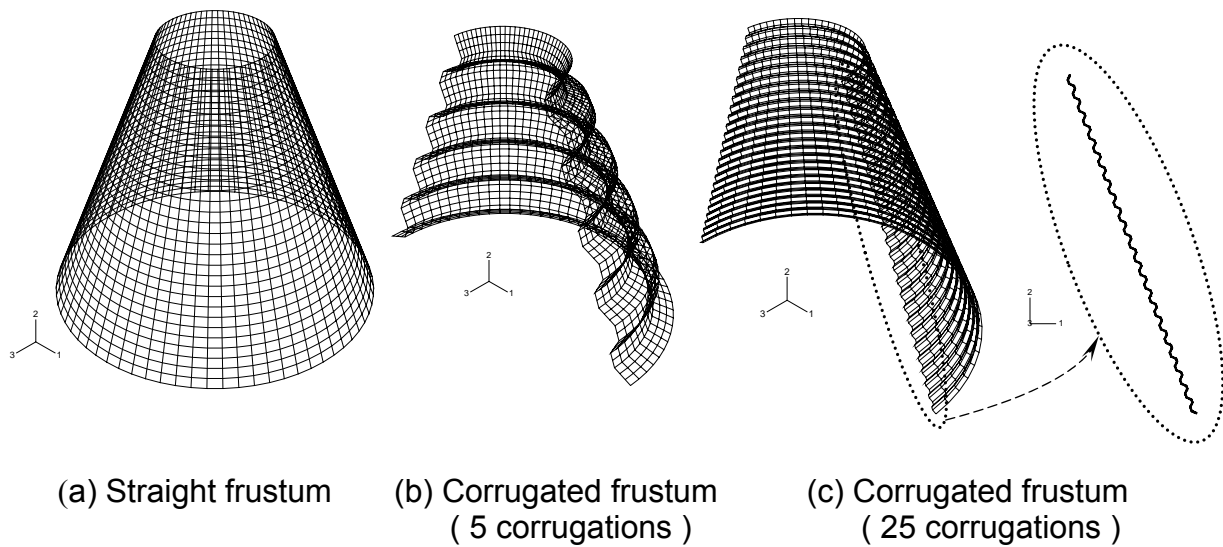 2
3
1
2
3
1
2
3
1
2
3
1
(a) Straight frustum
(b) Corrugated frustum
( 5 corrugations )
(c) Corrugated frustum
( 25 corrugations )